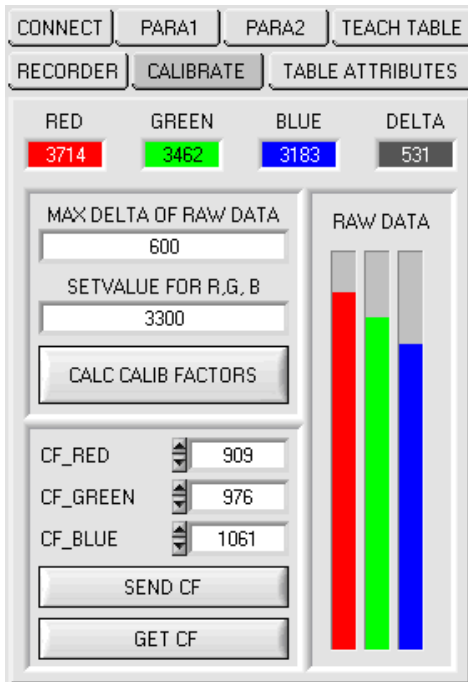 CONNECT PARA1 PARA2 TEACH TABLE
RECORDER CALIBRATE TABLE ATTRIBUTES
RED GREEN BLUE DELTA
3714 3462 3183 531
MAX DELTA OF RAW DATA
600
SETVALUE FOR R,G, B
3300
CALC CALIB FACTORS
CF_RED 909
CF_GREEN 976
CF_BLUE 1061
SEND CF
GET CF
RAW DATA